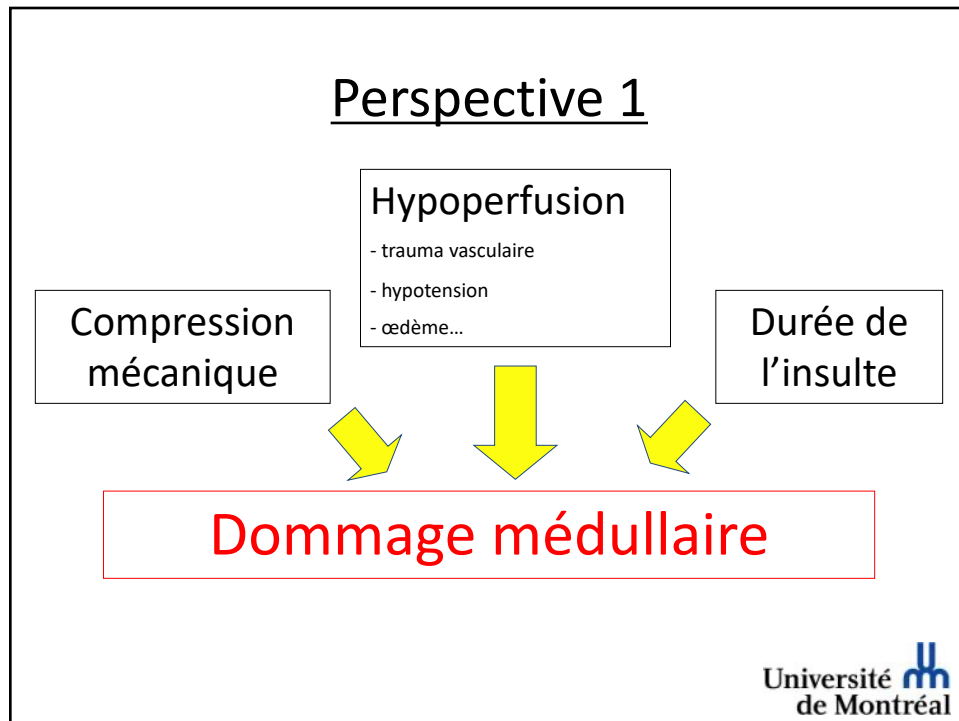 Perspective 1
Hypoperfusion
- trauma vasculaire
- hypotension
- œdème...
Compression
mécanique
Durée de
l'insulte
Dommage médullaire
Université
de Montréal